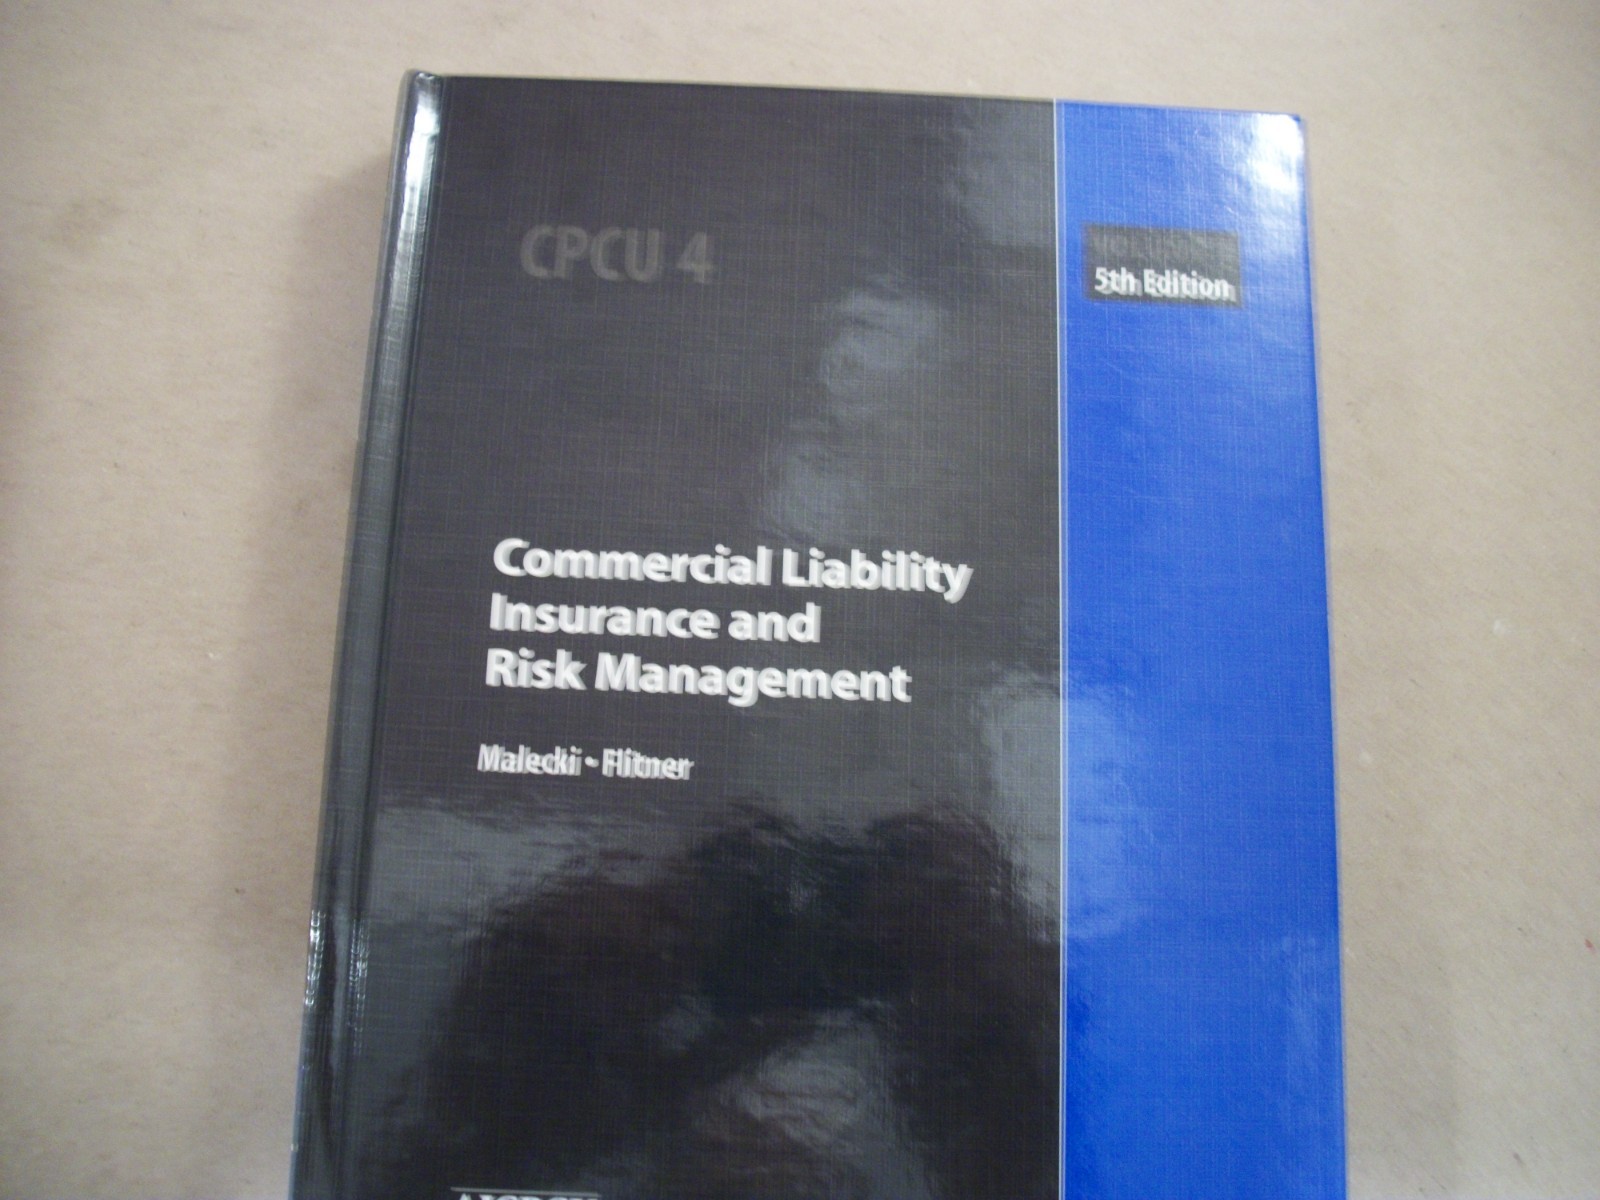 CPCU 4
5th Edition
Commercial Liability
Insurance and
Risk Management
Malecki • Flitner